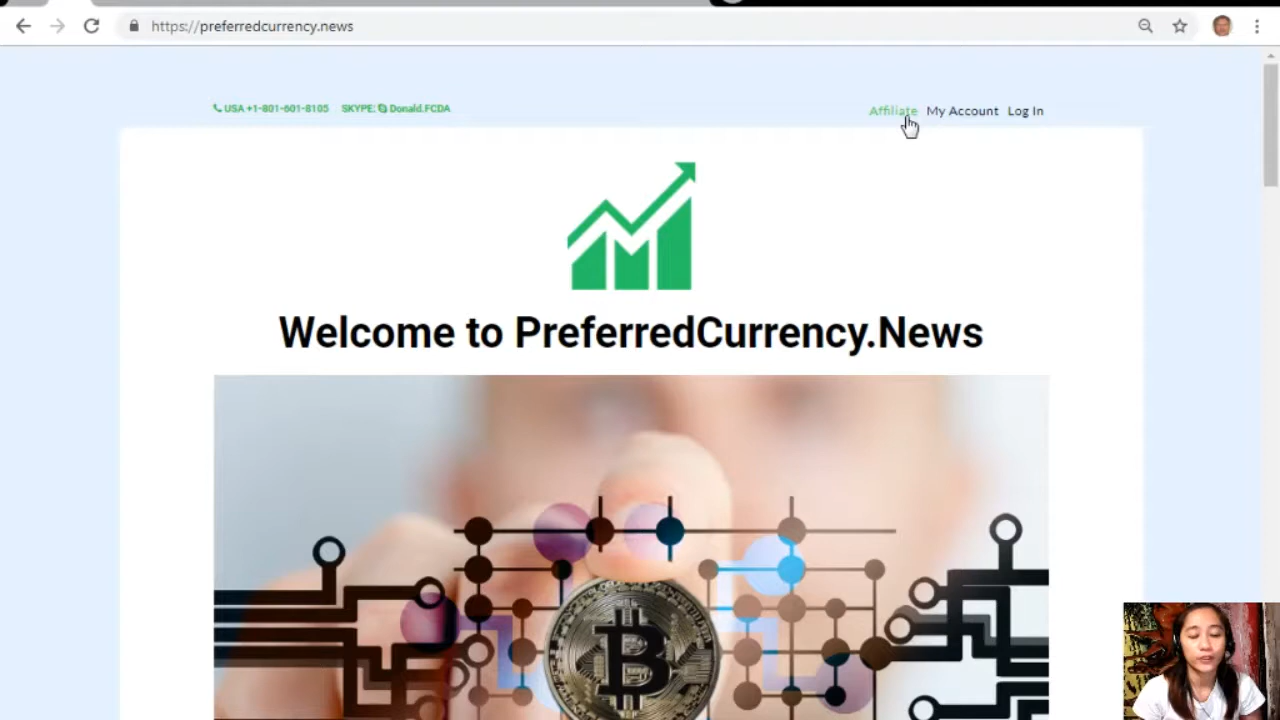 https://preferredcurrency.news
USA +1-801-601-8105 SKYPE: Donald.FCDA
Affiliate My Account Log In
Welcome to PreferredCurrency.News
B